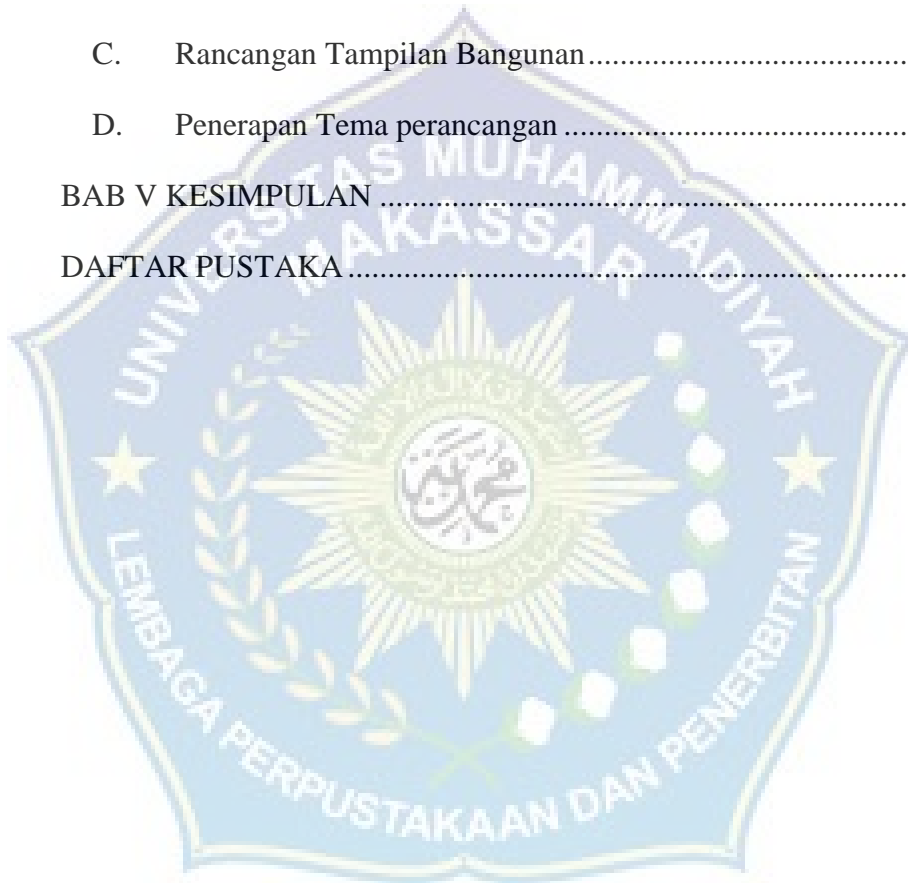 C. Rancangan Tampilan Bangunan....................................
D. Penerapan Tema perancangan .......................................
BAB V KESIMPULAN ..................................................................
DAFTAR PUSTAKA.......................................................................
UNIVERSITAS MUHAMMADIYAH
MAKASSAR
LEMBAGA PERPUSTAKAAN DAN PENERBITAN